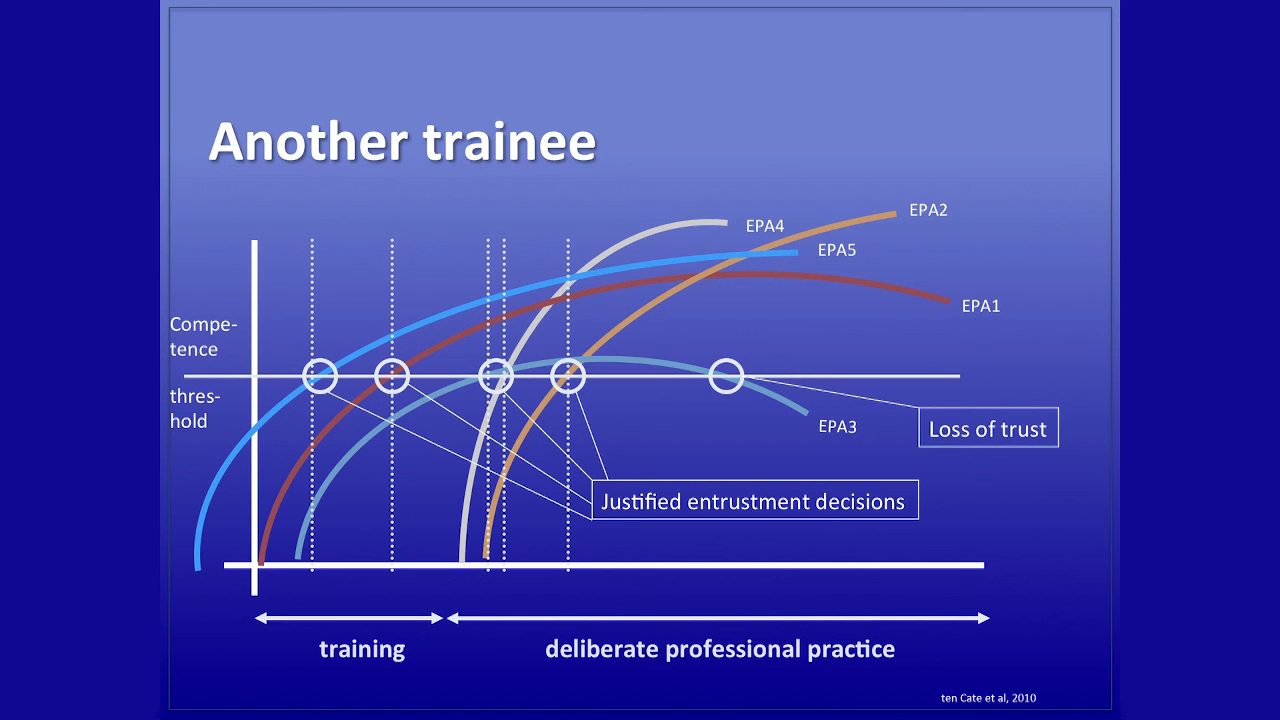 Another trainee
EPA2
EPA4
EPA5
EPA1
Compe-
tence
thres-
hold
EPA3
Loss of trust
Justified entrustment decisions
training
deliberate professional practice
ten Cate et al, 2010